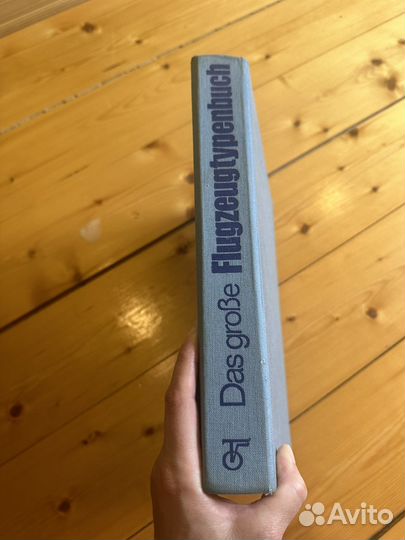 Das große Flugzeugtypenbuch
Avito